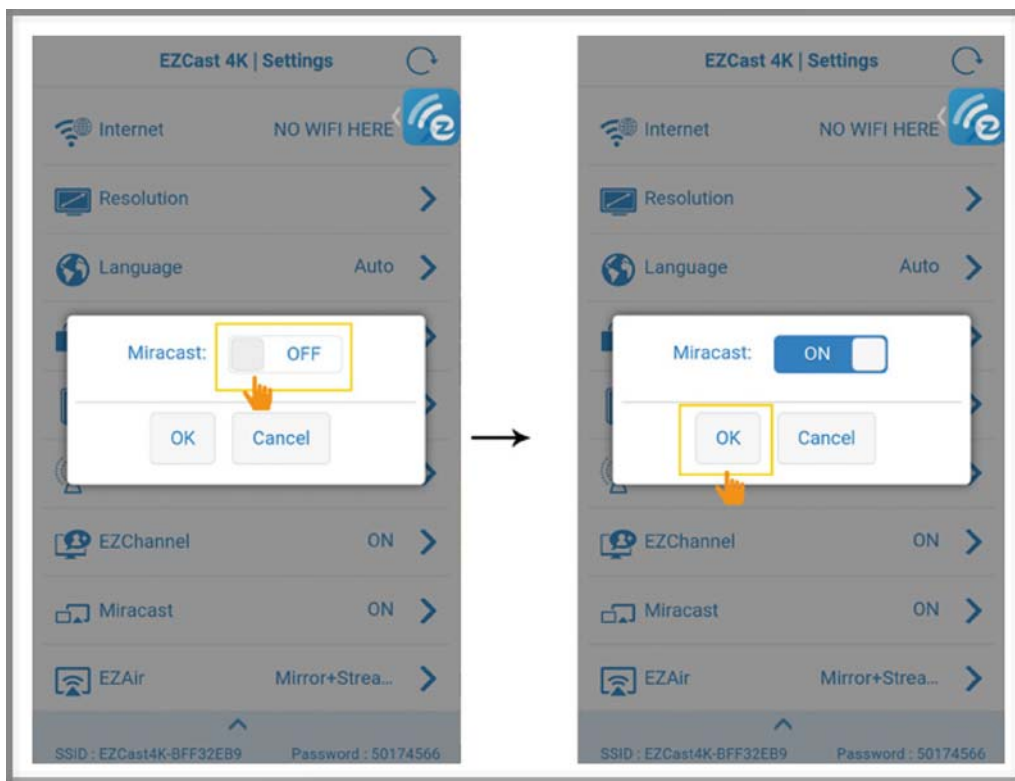 EZCast 4K | Settings
Internet NO WIFI HERE
Resolution
Language Auto
Miracast: OFF
OK Cancel
EZChannel ON
Miracast ON
EZAir Mirror+Strea...
SSID : EZCast4K-BFF32EB9 Password : 50174566
EZCast 4K | Settings
Internet NO WIFI HERE
Resolution
Language Auto
Miracast: ON
OK Cancel
EZChannel ON
Miracast ON
EZAir Mirror+Strea...
SSID : EZCast4K-BFF32EB9 Password : 50174566